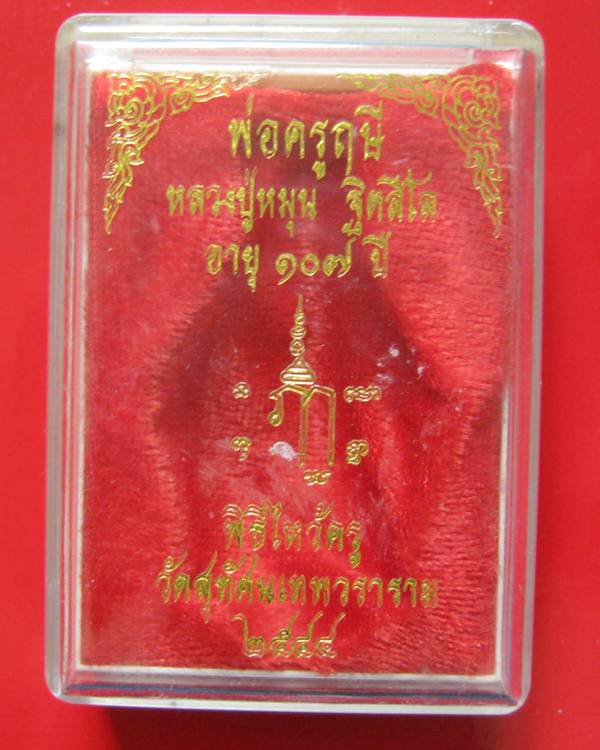 พ่อครูฤๅษี
หลวงปู่หมุน ฐิตสีโล
อายุ ๑๐๗ ปี
พิธีไหว้ครู
วัดสุทัศนเทพวราราม
๒๕๔๔